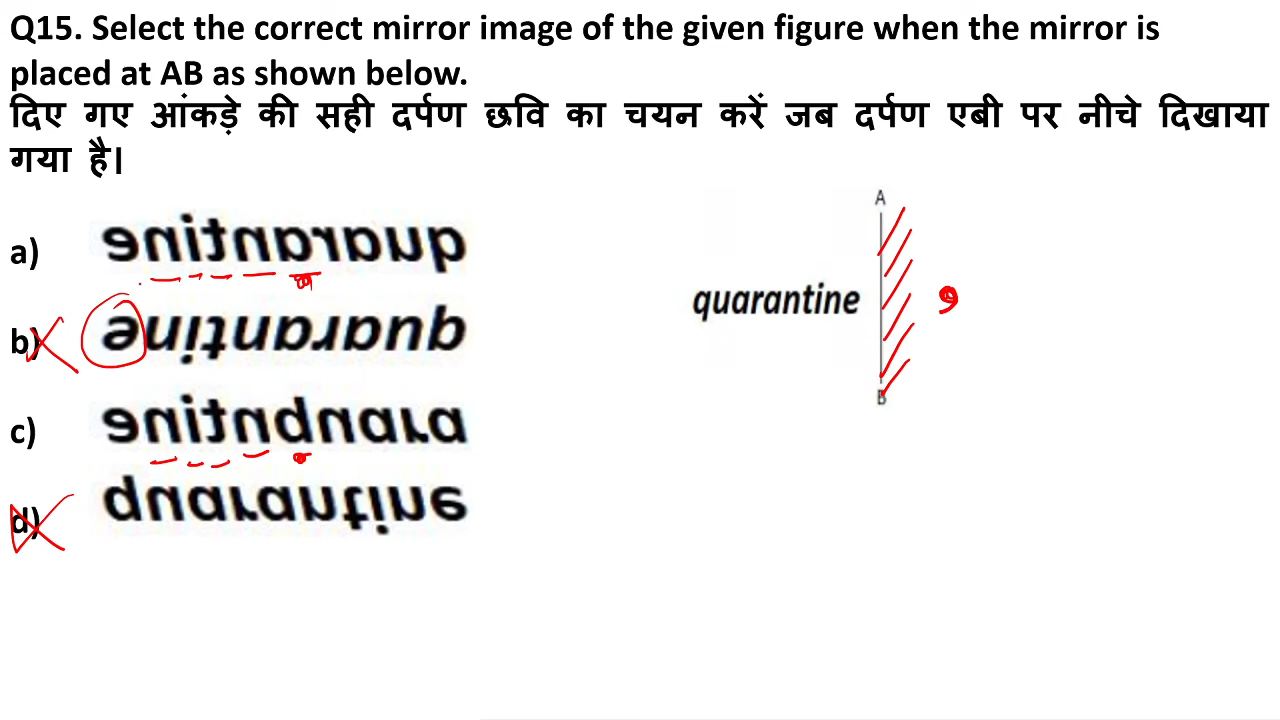 Q15. Select the correct mirror image of the given figure when the mirror is
placed at AB as shown below.
दिए गए आंकड़े की सही दर्पण छवि का चयन करें जब दर्पण एबी पर नीचे दिखाया
गया है।
a)
b)
c)
d)
A
quarantine
B